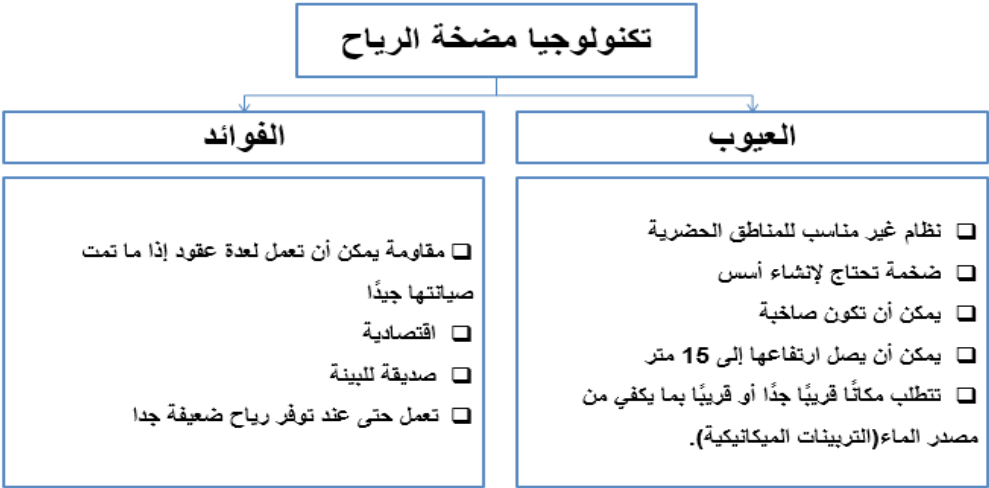 تكنولوجيا مضخة الرياح
العيوب
❑ نظام غير مناسب للمناطق الحضرية
❑ ضخمة تحتاج لإنشاء أسس
❑ يمكن أن تكون صاخبة
❑ يمكن أن يصل ارتفاعها إلى 15 متر
❑ تتطلب مكانًا قريبًا جدًا أو قريبًا بما يكفي من
مصدر الماء(التربينات الميكانيكية).
الفوائد
❑ مقاومة يمكن أن تعمل لعدة عقود إذا ما تمت
صيانتها جيدًا
❑ اقتصادية
❑ صديقة للبيئة
❑ تعمل حتى عند توفر رياح ضعيفة جدا